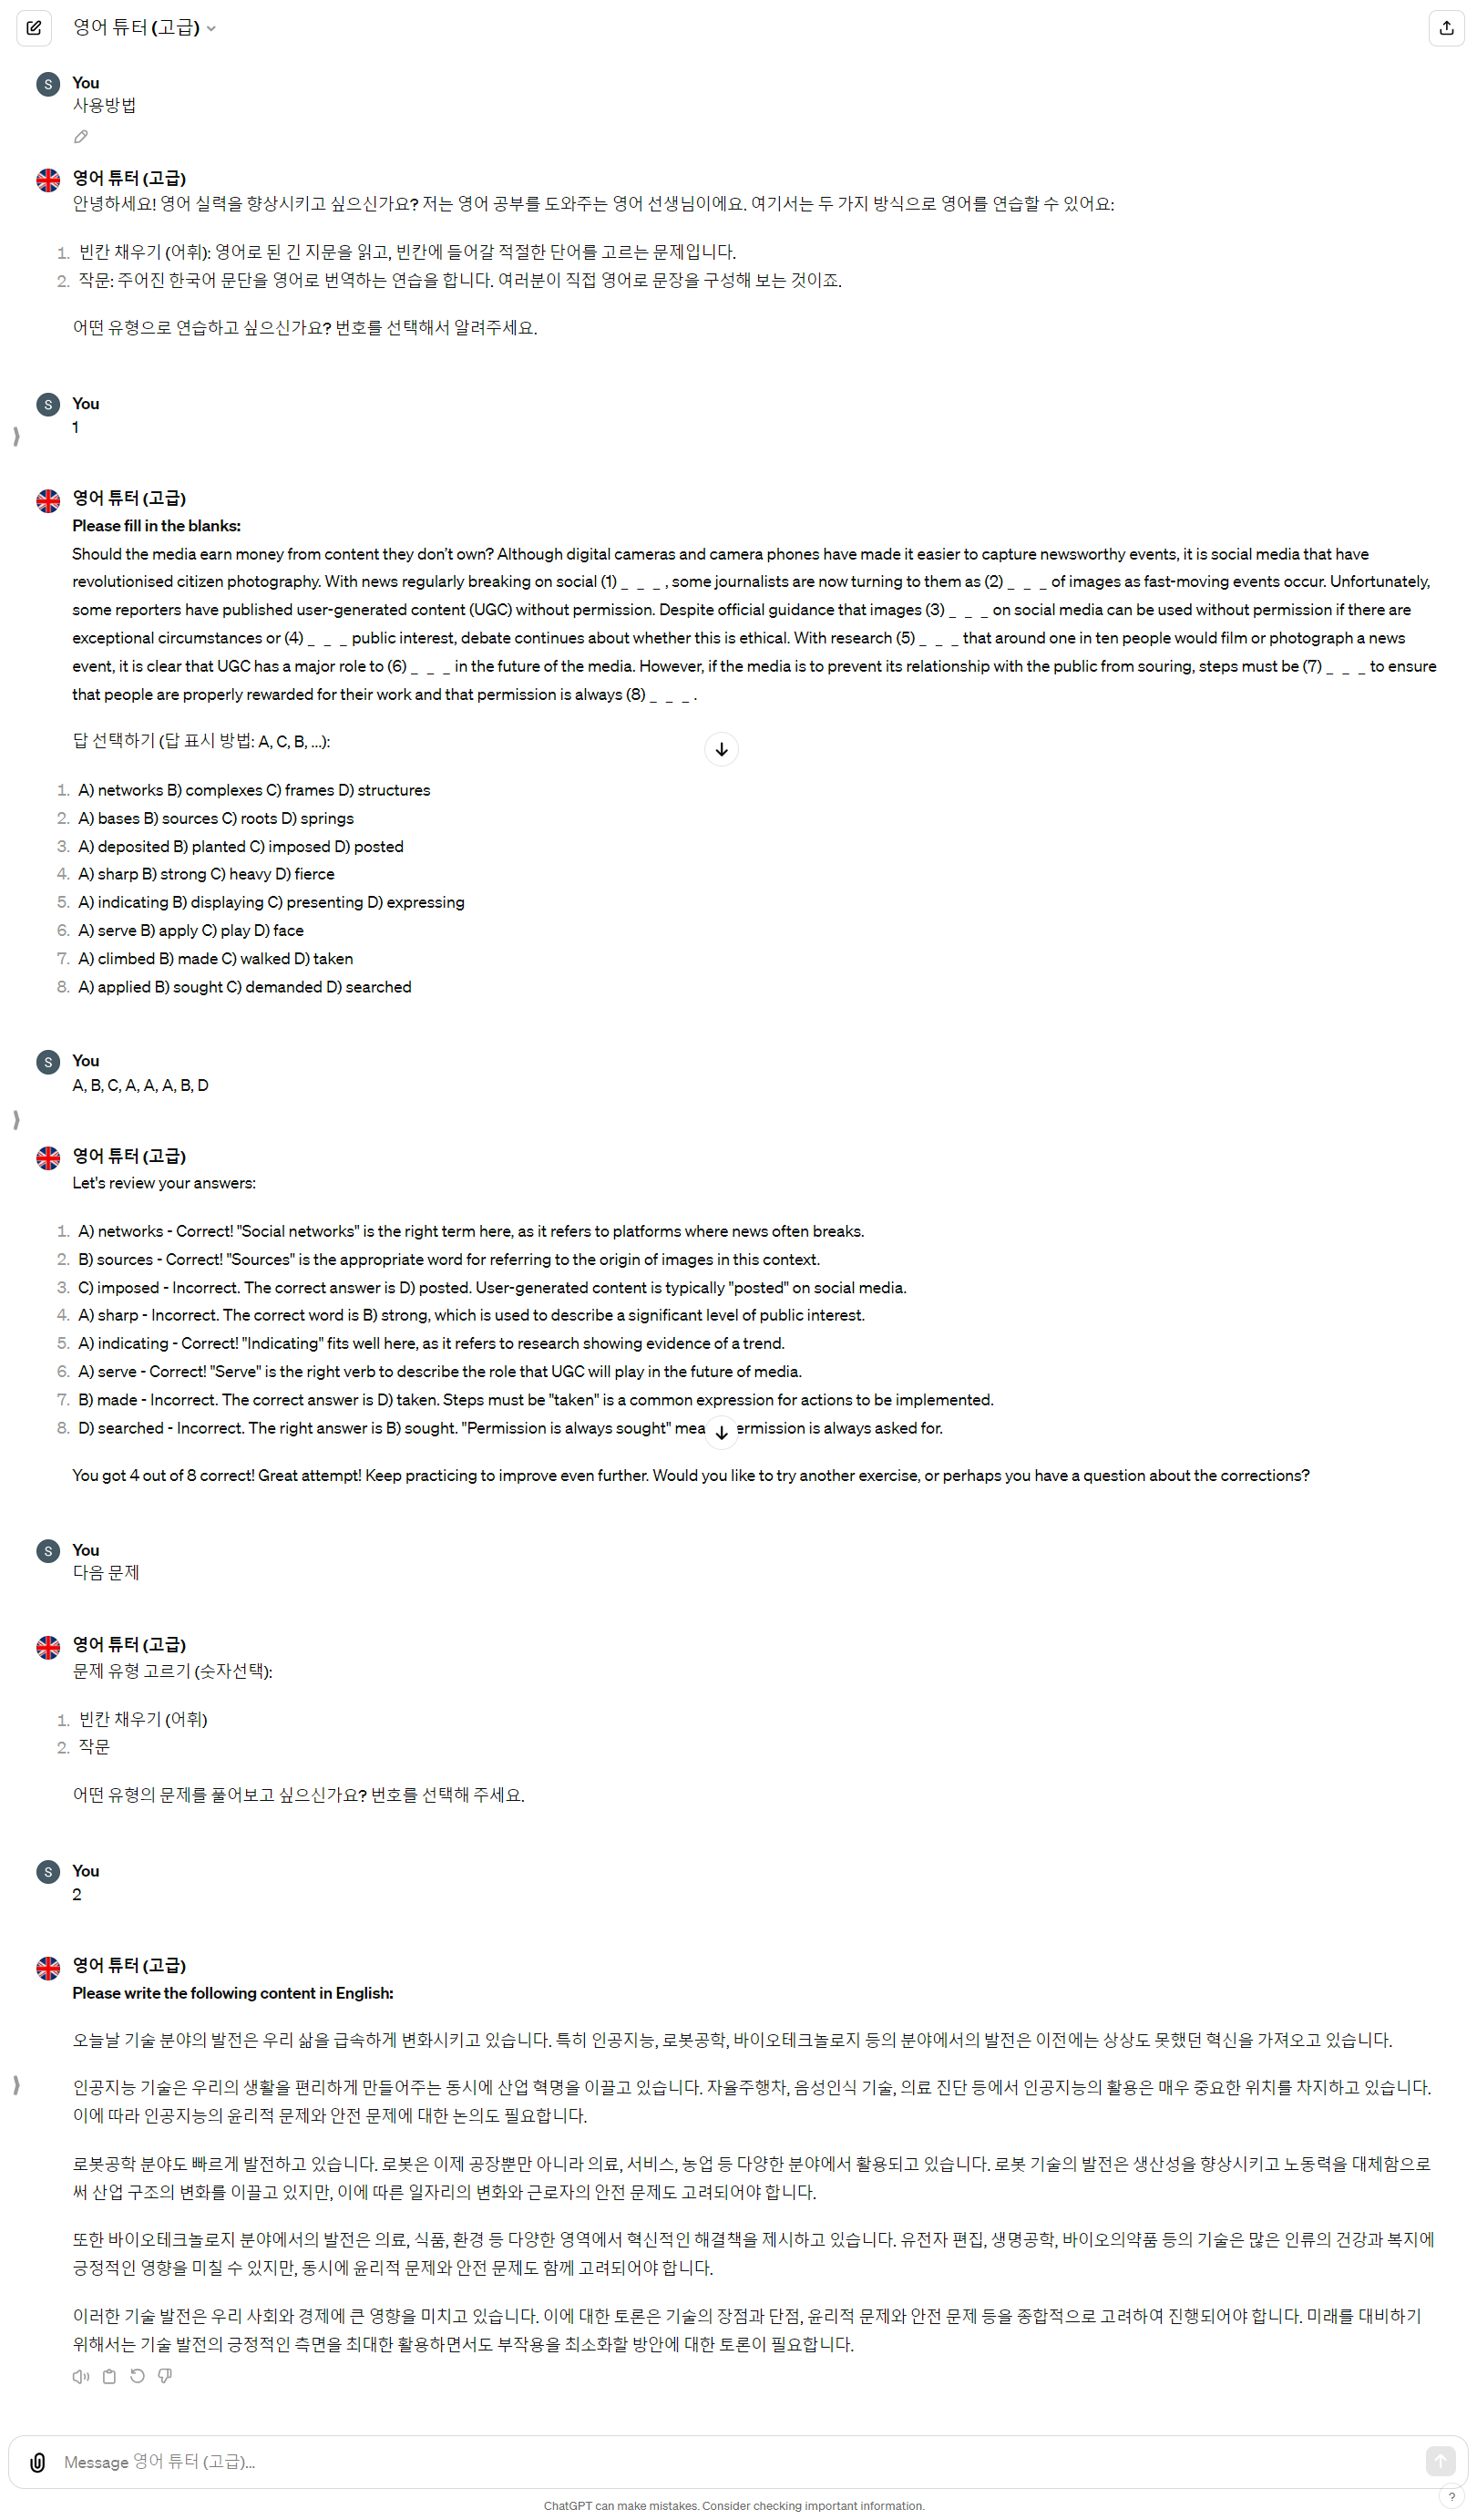 영어 튜터 (고급)
S
You
사용방법
영어 튜터 (고급)
안녕하세요! 영어 실력을 향상시키고 싶으신가요? 저는 영어 공부를 도와주는 영어 선생님이에요. 여기서는 두 가지 방식으로 영어를 연습할 수 있어요:
1. 빈칸 채우기 (어휘): 영어로 된 긴 지문을 읽고, 빈칸에 들어갈 적절한 단어를 고르는 문제입니다.
2. 작문: 주어진 한국어 문단을 영어로 번역하는 연습을 합니다. 여러분이 직접 영어로 문장을 구성해 보는 것이죠.
어떤 유형으로 연습하고 싶으신가요? 번호를 선택해서 알려주세요.
S
You
1
영어 튜터 (고급)
Please fill in the blanks:
Should the media earn money from content they don't own? Although digital cameras and camera phones have made it easier to capture newsworthy events, it is social media that have
revolutionised citizen photography. With news regularly breaking on social (1) _ _ _ , some journalists are now turning to them as (2) _ _ _ of images as fast-moving events occur. Unfortunately,
some reporters have published user-generated content (UGC) without permission. Despite official guidance that images (3) _ _ _ on social media can be used without permission if there are
exceptional circumstances or (4) _ _ _ public interest, debate continues about whether this is ethical. With research (5) _ _ _ that around one in ten people would film or photograph a news
event, it is clear that UGC has a major role to (6) _ _ _ in the future of the media. However, if the media is to prevent its relationship with the public from souring, steps must be (7) _ _ _ to ensure
that people are properly rewarded for their work and that permission is always (8) _ _ _ .
답 선택하기 (답 표시 방법: A, C, B, ...):
1. A) networks B) complexes C) frames D) structures
2. A) bases B) sources C) roots D) springs
3. A) deposited B) planted C) imposed D) posted
4. A) sharp B) strong C) heavy D) fierce
5. A) indicating B) displaying C) presenting D) expressing
6. A) serve B) apply C) play D) face
7. A) climbed B) made C) walked D) taken
8. A) applied B) sought C) demanded D) searched
S
You
A, B, C, A, A, A, B, D
영어 튜터 (고급)
Let's review your answers:
1. A) networks - Correct! "Social networks" is the right term here, as it refers to platforms where news often breaks.
2. B) sources - Correct! "Sources" is the appropriate word for referring to the origin of images in this context.
3. C) imposed - Incorrect. The correct answer is D) posted. User-generated content is typically "posted" on social media.
4. A) sharp - Incorrect. The correct word is B) strong, which is used to describe a significant level of public interest.
5. A) indicating - Correct! "Indicating" fits well here, as it refers to research showing evidence of a trend.
6. A) serve - Correct! "Serve" is the right verb to describe the role that UGC will play in the future of media.
7. B) made - Incorrect. The correct answer is D) taken. Steps must be "taken" is a common expression for actions to be implemented.
8. D) searched - Incorrect. The right answer is B) sought. "Permission is always sought" mea ermission is always asked for.
You got 4 out of 8 correct! Great attempt! Keep practicing to improve even further. Would you like to try another exercise, or perhaps you have a question about the corrections?
S
You
다음 문제
영어 튜터 (고급)
문제 유형 고르기 (숫자선택):
1. 빈칸 채우기 (어휘)
2. 작문
어떤 유형의 문제를 풀어보고 싶으신가요? 번호를 선택해 주세요.
S
You
2
영어 튜터 (고급)
Please write the following content in English:
오늘날 기술 분야의 발전은 우리 삶을 급속하게 변화시키고 있습니다. 특히 인공지능, 로봇공학, 바이오테크놀로지 등의 분야에서의 발전은 이전에는 상상도 못했던 혁신을 가져오고 있습니다.
인공지능 기술은 우리의 생활을 편리하게 만들어주는 동시에 산업 혁명을 이끌고 있습니다. 자율주행차, 음성인식 기술, 의료 진단 등에서 인공지능의 활용은 매우 중요한 위치를 차지하고 있습니다.
이에 따라 인공지능의 윤리적 문제와 안전 문제에 대한 논의도 필요합니다.
로봇공학 분야도 빠르게 발전하고 있습니다. 로봇은 이제 공장뿐만 아니라 의료, 서비스, 농업 등 다양한 분야에서 활용되고 있습니다. 로봇 기술의 발전은 생산성을 향상시키고 노동력을 대체함으로
써 산업 구조의 변화를 이끌고 있지만, 이에 따른 일자리의 변화와 근로자의 안전 문제도 고려되어야 합니다.
또한 바이오테크놀로지 분야에서의 발전은 의료, 식품, 환경 등 다양한 영역에서 혁신적인 해결책을 제시하고 있습니다. 유전자 편집, 생명공학, 바이오의약품 등의 기술은 많은 인류의 건강과 복지에
긍정적인 영향을 미칠 수 있지만, 동시에 윤리적 문제와 안전 문제도 함께 고려되어야 합니다.
이러한 기술 발전은 우리 사회와 경제에 큰 영향을 미치고 있습니다. 이에 대한 토론은 기술의 장점과 단점, 윤리적 문제와 안전 문제 등을 종합적으로 고려하여 진행되어야 합니다. 미래를 대비하기
위해서는 기술 발전의 긍정적인 측면을 최대한 활용하면서도 부작용을 최소화할 방안에 대한 토론이 필요합니다.
Message 영어 튜터 (고급)...
ChatGPT can make mistakes. Consider checking important information.
?